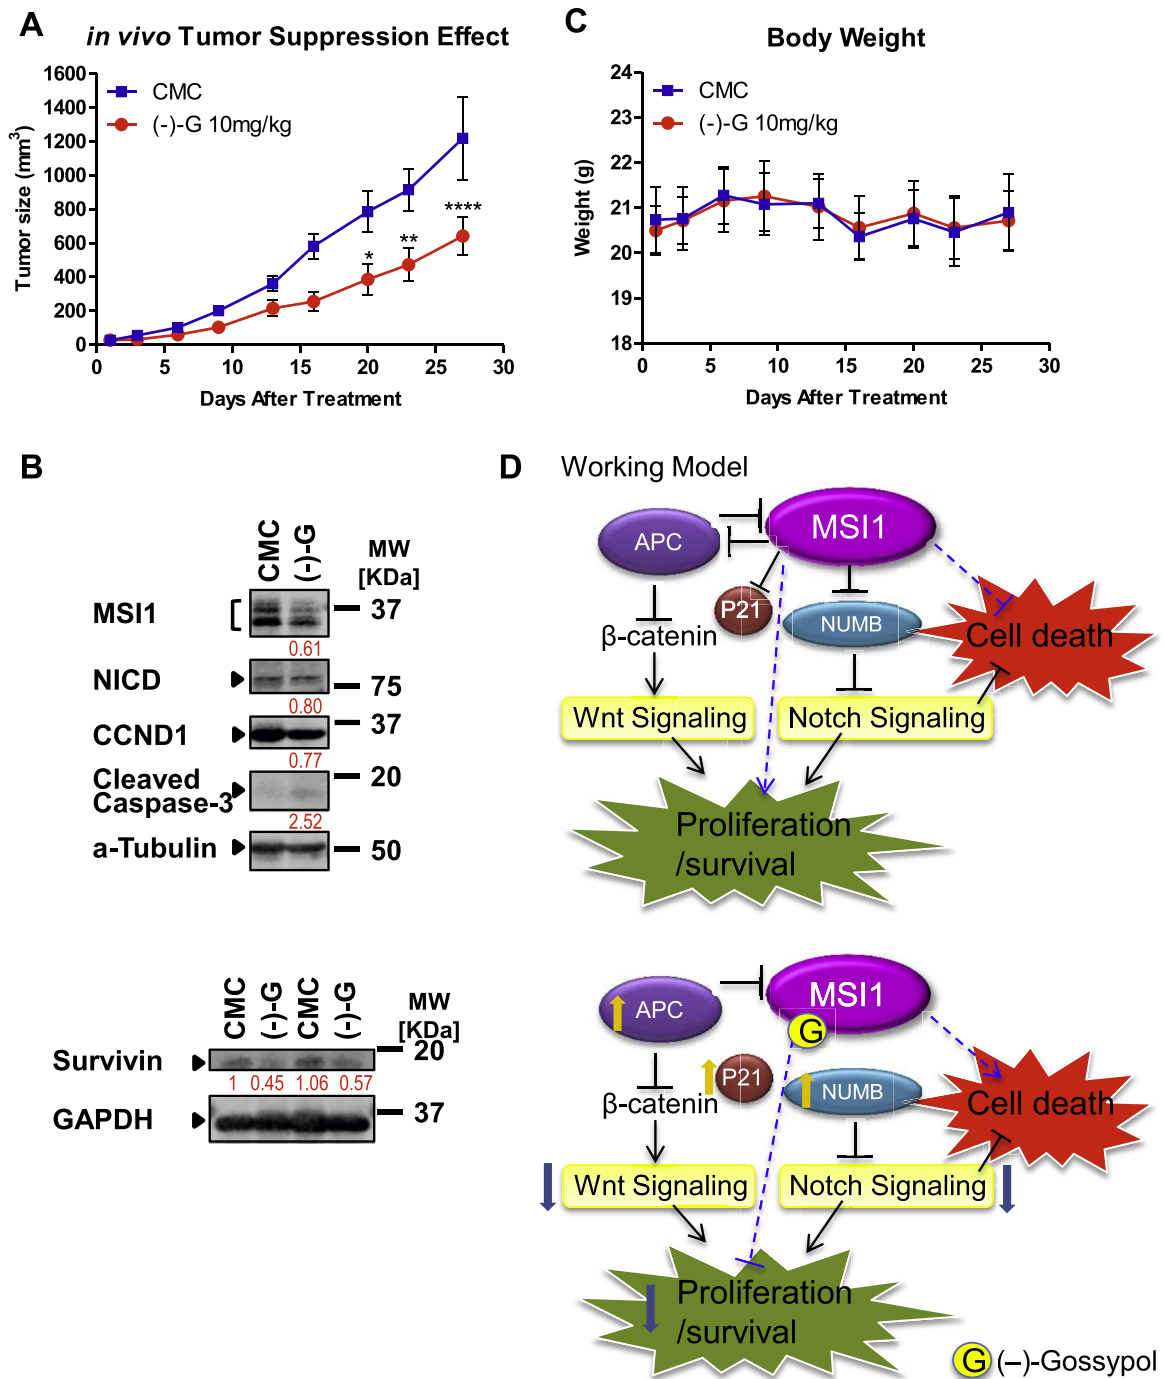 A
in vivo Tumor Suppression Effect
1600
1400
1200
1000
800
600
400
200
0
Tumor size (mm³)
CMC
(-)-G 10mg/kg
*
**
****
0 5 10 15 20 25 30
Days After Treatment
C
Body Weight
24
23
22
21
20
19
18
Weight (g)
CMC
(-)-G 10mg/kg
0 5 10 15 20 25 30
Days After Treatment
B
CMC (-)-G MW
[KDa]
MSI1 37
0.61
NICD 75
0.80
CCND1 37
0.77
Cleaved 20
Caspase-3
2.52
a-Tubulin 50
CMC (-)-G CMC (-)-G MW
[KDa]
Survivin 20
1 0.45 1.06 0.57
GAPDH 37
D Working Model
MSI1
APC
P21
NUMB
Cell death
β-catenin
Wnt Signaling Notch Signaling
Proliferation
/survival
MSI1
APC
G
P21
NUMB
Cell death
β-catenin
Wnt Signaling Notch Signaling
Proliferation
/survival
G (–)-Gossypol